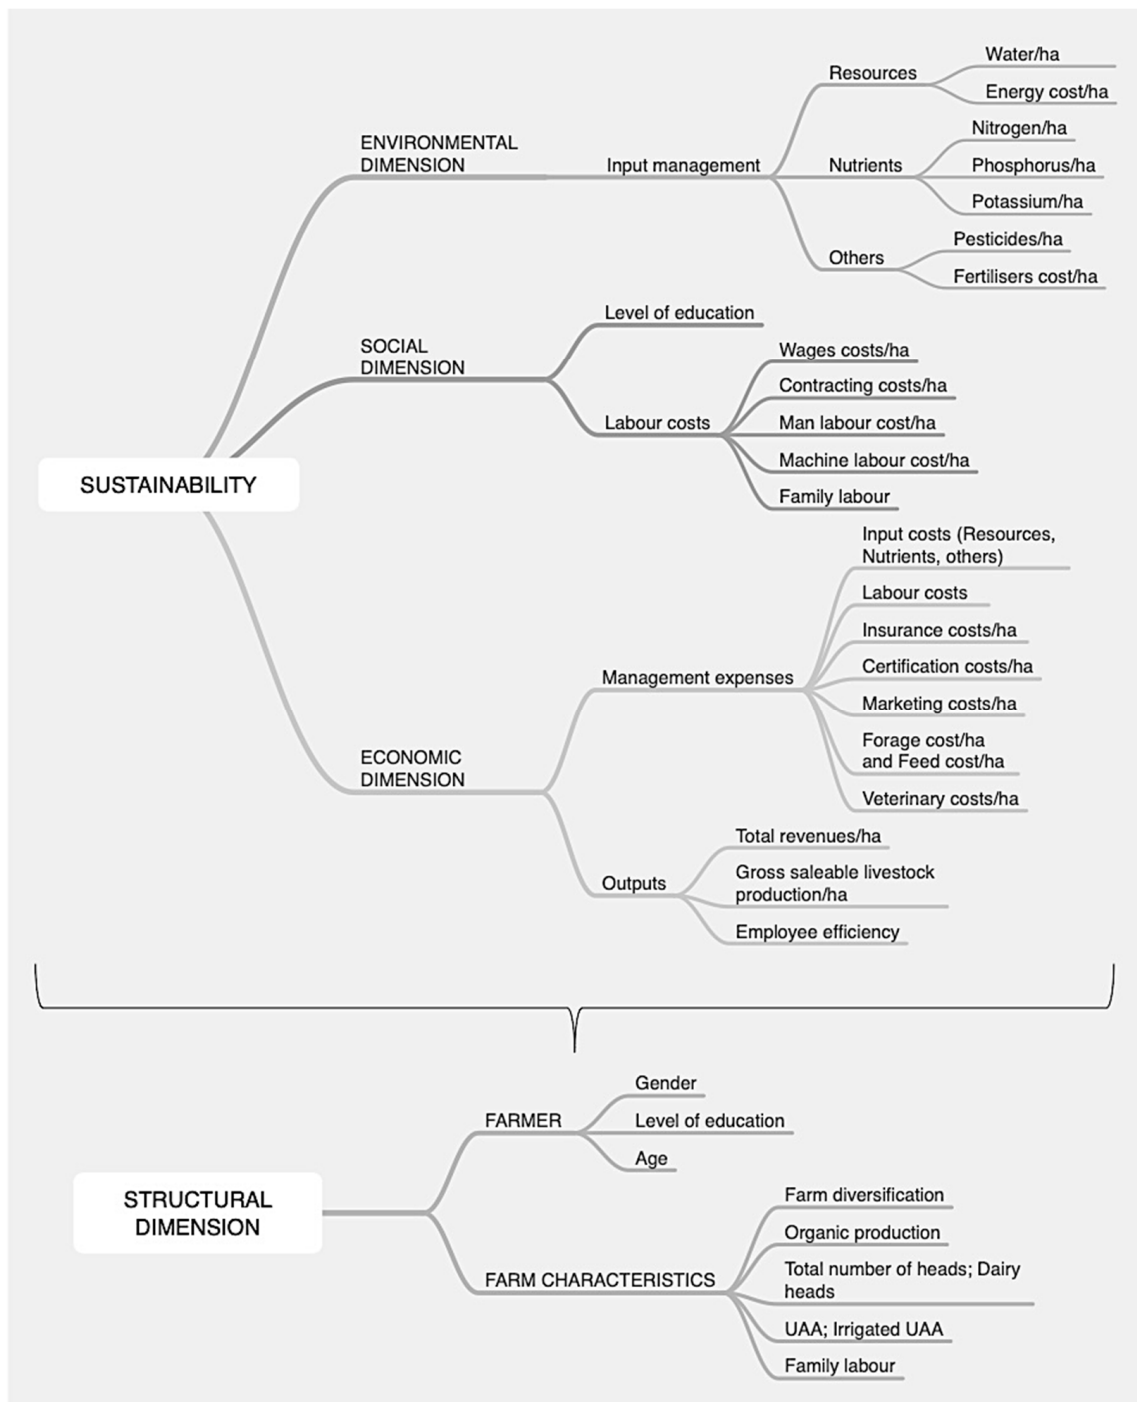 Water/ha
Resources
Energy cost/ha
ENVIRONMENTAL
DIMENSION
Input management
Nitrogen/ha
Nutrients
Phosphorus/ha
Potassium/ha
Others
Pesticides/ha
Fertilisers cost/ha
SOCIAL
DIMENSION
Level of education
Labour costs
Wages costs/ha
Contracting costs/ha
Man labour cost/ha
Machine labour cost/ha
Family labour
SUSTAINABILITY
ECONOMIC
DIMENSION
Management expenses
Input costs (Resources,
Nutrients, others)
Labour costs
Insurance costs/ha
Certification costs/ha
Marketing costs/ha
Forage cost/ha
and Feed cost/ha
Veterinary costs/ha
Outputs
Total revenues/ha
Gross saleable livestock
production/ha
Employee efficiency
STRUCTURAL
DIMENSION
FARMER
Gender
Level of education
Age
FARM CHARACTERISTICS
Farm diversification
Organic production
Total number of heads; Dairy
heads
UAA; Irrigated UAA
Family labour